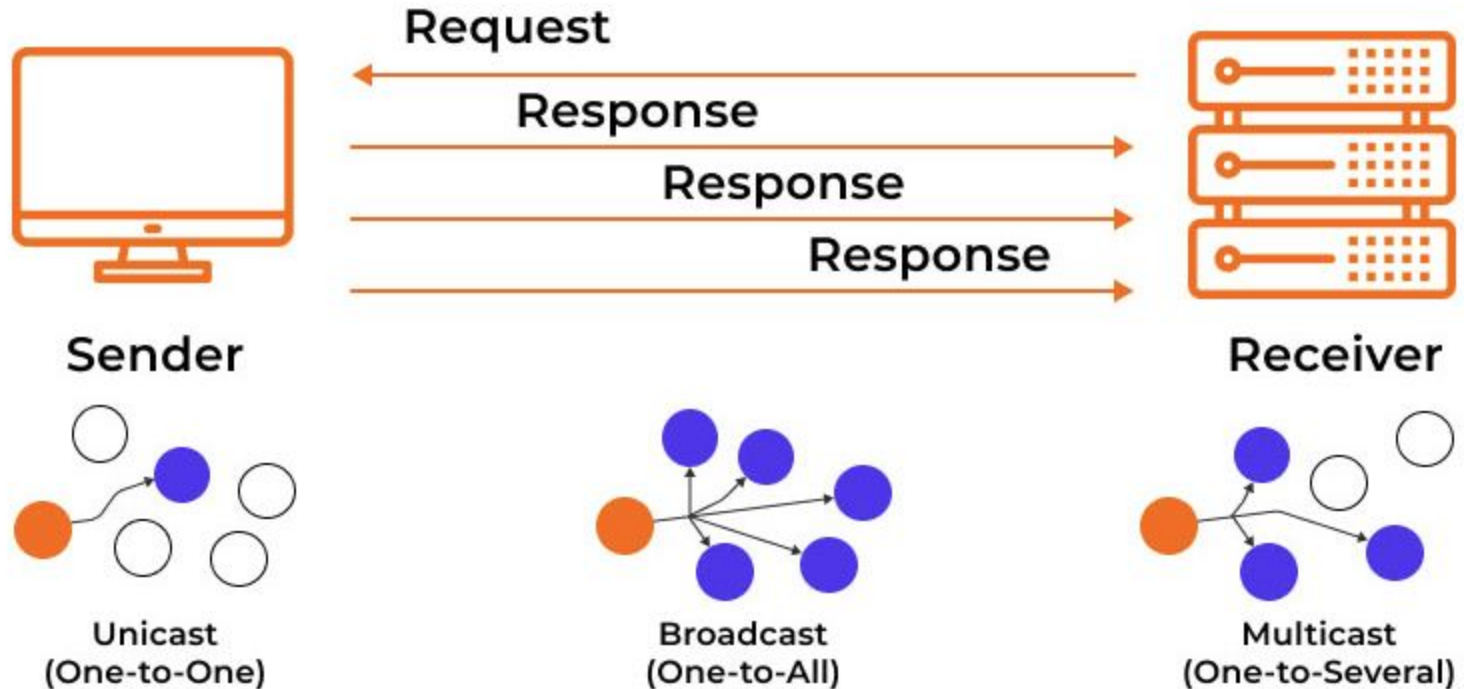 Request
Response
Response
Response
Sender
Receiver
Unicast
(One-to-One)
Broadcast
(One-to-All)
Multicast
(One-to-Several)